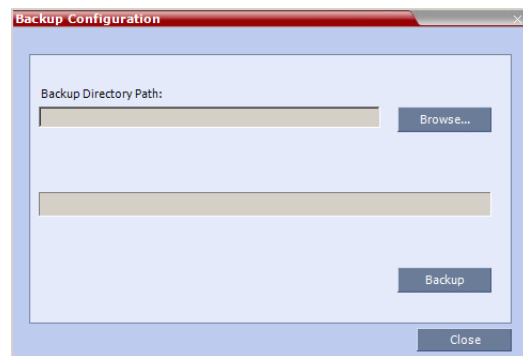 Backup Configuration
Backup Directory Path:
Browse...
Backup
Close